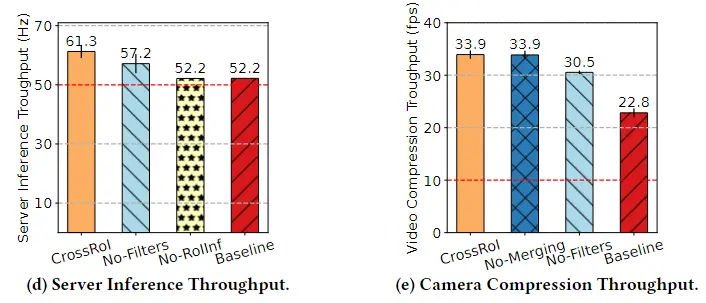 Server Inference Troughput (Hz)
70
50
30
10
61.3
57.2
52.2
52.2
CrossRoI
No-Filters
No-RoIInf
Baseline
(d) Server Inference Throughput.
Video Compression Troughput (fps)
40
30
20
10
0
33.9
33.9
30.5
22.8
CrossRoI
No-Merging
No-Filters
Baseline
(e) Camera Compression Throughput.